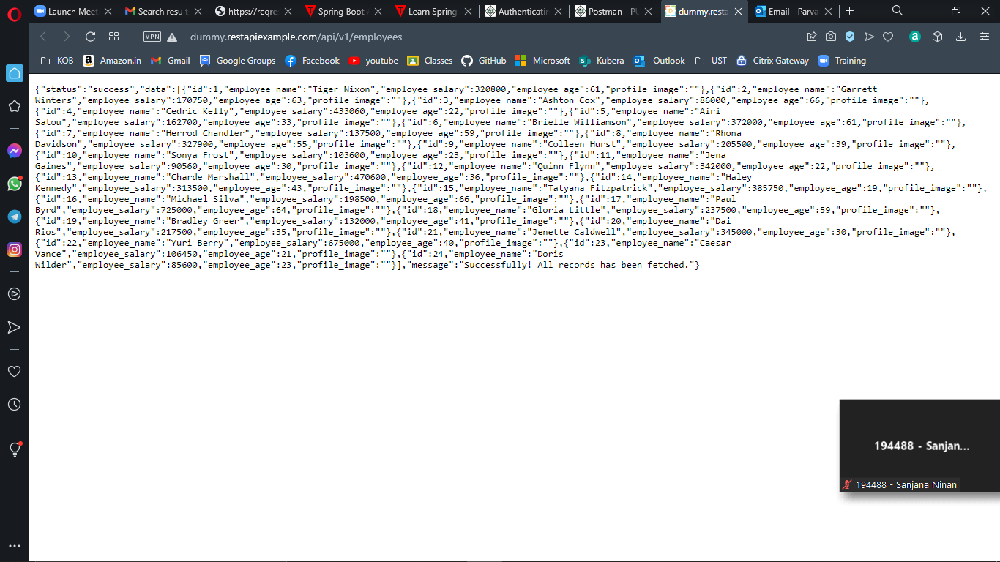 Launch Meet
Search results
https://reqre
Spring Boot A
Learn Spring
Authenticatin
Postman - PU
dummy.resta
Email - Parva
VPN
dummy.restapiexample.com/api/v1/employees
KOB
Amazon.in
Gmail
Google Groups
Facebook
youtube
Classes
GitHub
Microsoft
Kubera
Outlook
UST
Citrix Gateway
Training
{"status":"success","data":[{"id":1,"employee_name":"Tiger Nixon","employee_salary":320800,"employee_age":61,"profile_image":""},{"id":2,"employee_name":"Garrett
Winters","employee_salary":170750,"employee_age":63,"profile_image":""},{"id":3,"employee_name":"Ashton Cox","employee_salary":86000,"employee_age":66,"profile_image":""},
{"id":4,"employee_name":"Cedric Kelly","employee_salary":433060,"employee_age":22,"profile_image":""},{"id":5,"employee_name":"Airi
Satou","employee_salary":162700,"employee_age":33,"profile_image":""},{"id":6,"employee_name":"Brielle Williamson","employee_salary":372000,"employee_age":61,"profile_image":""},
{"id":7,"employee_name":"Herrod Chandler","employee_salary":137500,"employee_age":59,"profile_image":""},{"id":8,"employee_name":"Rhona
Davidson","employee_salary":327900,"employee_age":55,"profile_image":""},{"id":9,"employee_name":"Colleen Hurst","employee_salary":205500,"employee_age":39,"profile_image":""},
{"id":10,"employee_name":"Sonya Frost","employee_salary":103600,"employee_age":23,"profile_image":""},{"id":11,"employee_name":"Jena
Gaines","employee_salary":90560,"employee_age":30,"profile_image":""},{"id":12,"employee_name":"Quinn Flynn","employee_salary":342000,"employee_age":22,"profile_image":""},
{"id":13,"employee_name":"Charde Marshall","employee_salary":470600,"employee_age":36,"profile_image":""},{"id":14,"employee_name":"Haley
Kennedy","employee_salary":313500,"employee_age":43,"profile_image":""},{"id":15,"employee_name":"Tatyana Fitzpatrick","employee_salary":385750,"employee_age":19,"profile_image":""},
{"id":16,"employee_name":"Michael Silva","employee_salary":198500,"employee_age":66,"profile_image":""},{"id":17,"employee_name":"Paul
Byrd","employee_salary":725000,"employee_age":64,"profile_image":""},{"id":18,"employee_name":"Gloria Little","employee_salary":237500,"employee_age":59,"profile_image":""},
{"id":19,"employee_name":"Bradley Greer","employee_salary":132000,"employee_age":41,"profile_image":""},{"id":20,"employee_name":"Dai
Rios","employee_salary":217500,"employee_age":35,"profile_image":""},{"id":21,"employee_name":"Jenette Caldwell","employee_salary":345000,"employee_age":30,"profile_image":""},
{"id":22,"employee_name":"Yuri Berry","employee_salary":675000,"employee_age":40,"profile_image":""},{"id":23,"employee_name":"Caesar
Vance","employee_salary":106450,"employee_age":21,"profile_image":""},{"id":24,"employee_name":"Doris
Wilder","employee_salary":85600,"employee_age":23,"profile_image":""}],"message":"Successfully! All records has been fetched."}
194488 - Sanjan...
194488 - Sanjana Ninan